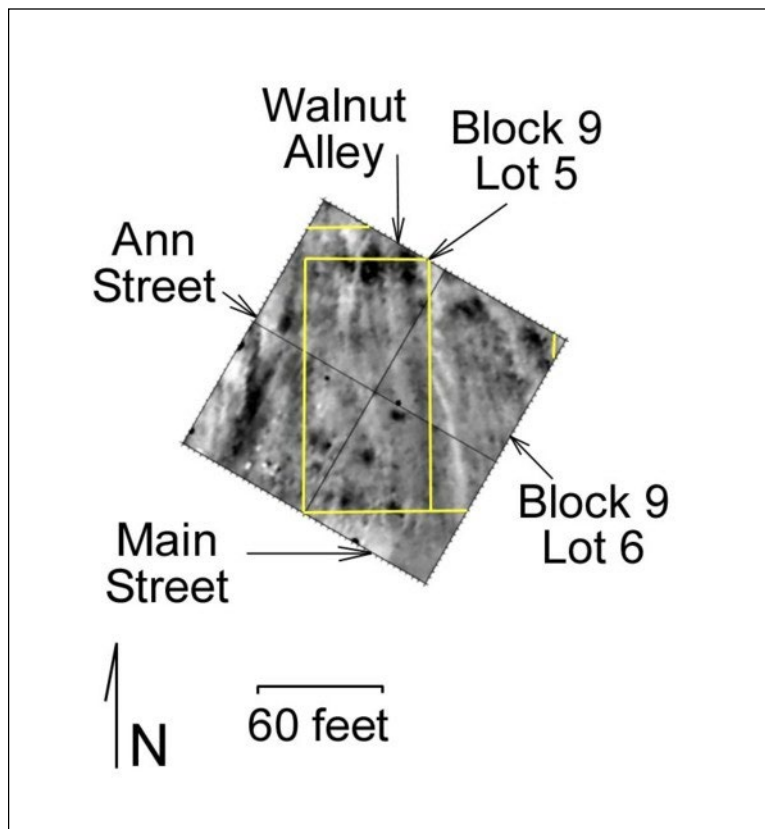 Walnut
Alley
Block 9
Lot 5
Ann
Street
Block 9
Lot 6
Main
Street
60 feet
N